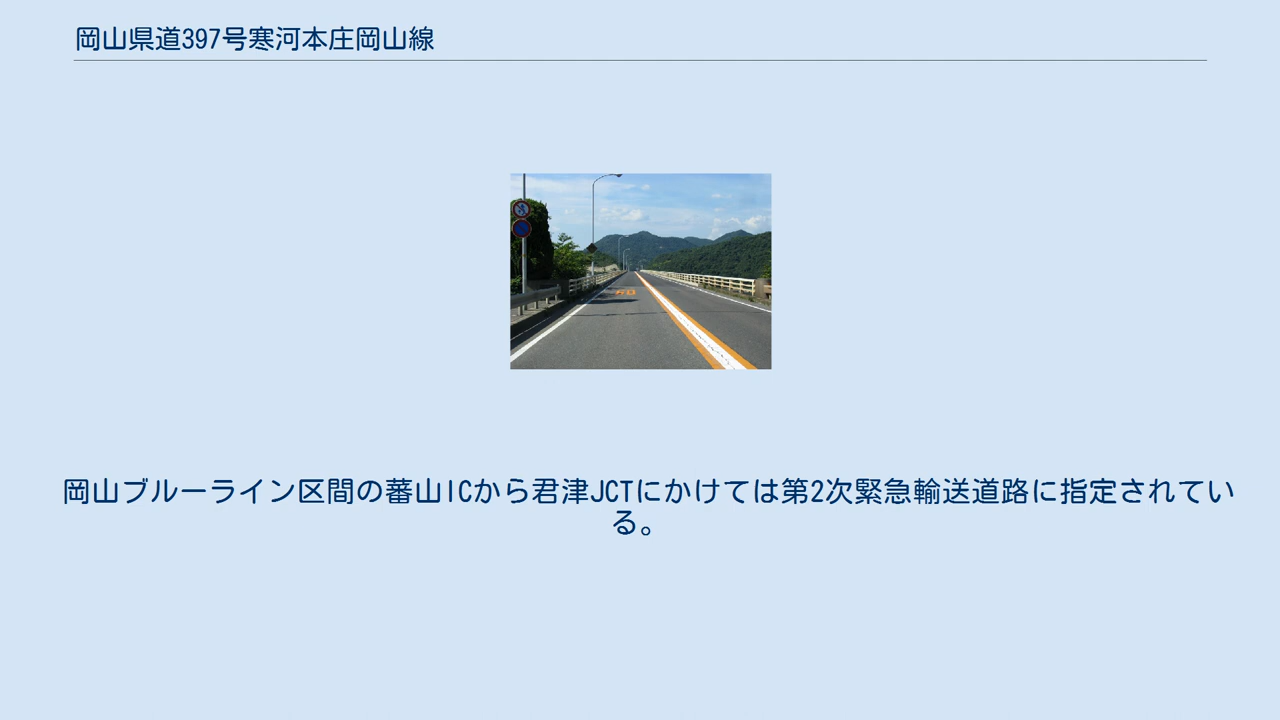 岡山県道397号寒河本庄岡山線
50
岡山ブルーライン区間の蕃山ICから君津JCTにかけては第2次緊急輸送道路に指定されてい
る。